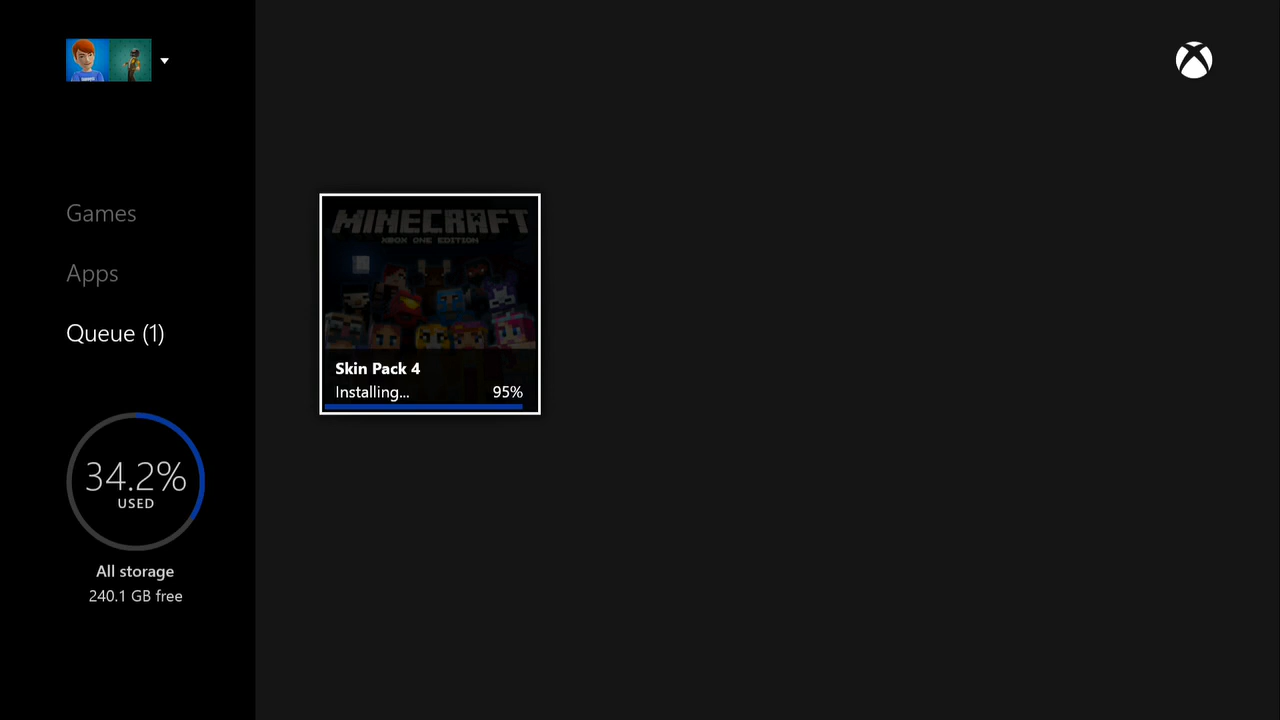 Games
Apps
Queue (1)
34.2%
USED
All storage
240.1 GB free
MINECRAFT
XBOX ONE EDITION
Skin Pack 4
Installing... 95%